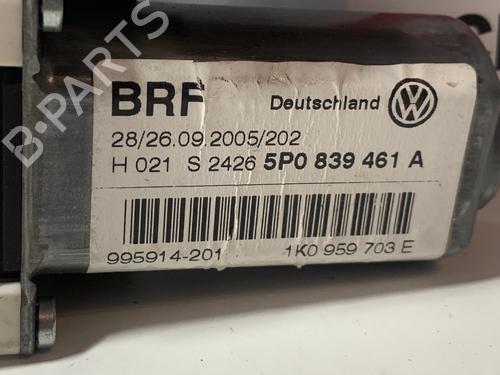 BRF Deutschland
28/26.09.2005/202
H 021 S 2426 5P0 839 461 A
995914-201 1K0 959 703 E
B-PARTS